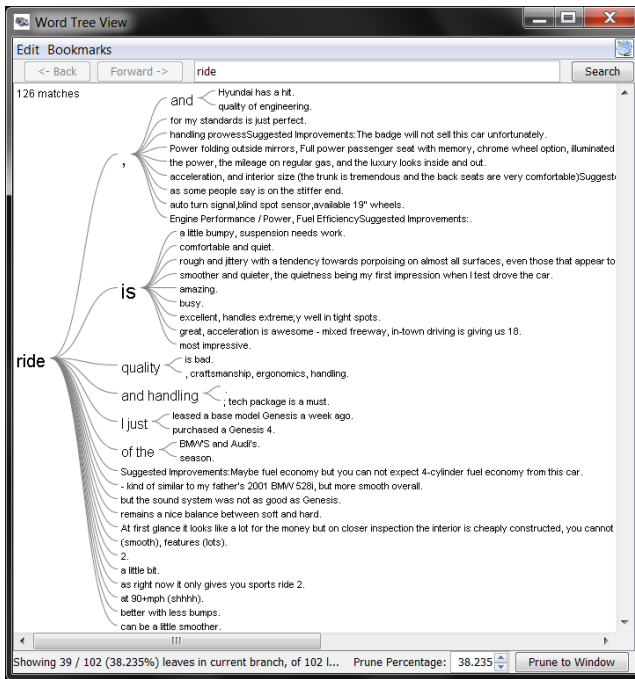 Word Tree View
Edit Bookmarks
<- Back Forward -> ride Search
126 matches
and
Hyundai has a hit.
quality of engineering.
for my standards is just perfect.
handling prowessSuggested Improvements:The badge will not sell this car unfortunately.
Power folding outside mirrors, Full power passenger seat with memory, chrome wheel option, illuminated
,
the power, the mileage on regular gas, and the luxury looks inside and out.
acceleration, and interior size (the trunk is tremendous and the back seats are very comfortable)Suggest
as some people say is on the stiffer end.
auto turn signal,blind spot sensor,available 19" wheels.
Engine Performance / Power, Fuel EfficiencySuggested Improvements:.
a little bumpy, suspension needs work.
comfortable and quiet.
rough and jittery with a tendency towards porpoising on almost all surfaces, even those that appear to
smoother and quieter, the quietness being my first impression when I test drove the car.
is
amazing.
busy.
excellent, handles extreme;y well in tight spots.
great, acceleration is awesome - mixed freeway, in-town driving is giving us 18.
most impressive.
ride
quality
is bad.
, craftsmanship, ergonomics, handling.
and handling
.
; tech package is a must.
I just
leased a base model Genesis a week ago.
purchased a Genesis 4.
of the
BMW'S and Audi's.
season.
Suggested Improvements:Maybe fuel economy but you can not expect 4-cylinder fuel economy from this car.
- kind of similar to my father's 2001 BMW 528i, but more smooth overall.
but the sound system was not as good as Genesis.
remains a nice balance between soft and hard.
At first glance it looks like a lot for the money but on closer inspection the interior is cheaply constructed, you cannot
(smooth), features (lots).
2.
a little bit.
as right now it only gives you sports ride 2.
at 90+mph (shhhh).
better with less bumps.
can be a little smoother.
Showing 39 / 102 (38.235%) leaves in current branch, of 102 l... Prune Percentage: 38.235 Prune to Window